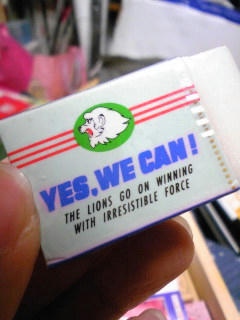 YES, WE CAN!
THE LIONS GO ON WINNING
WITH IRRESISTIBLE FORCE